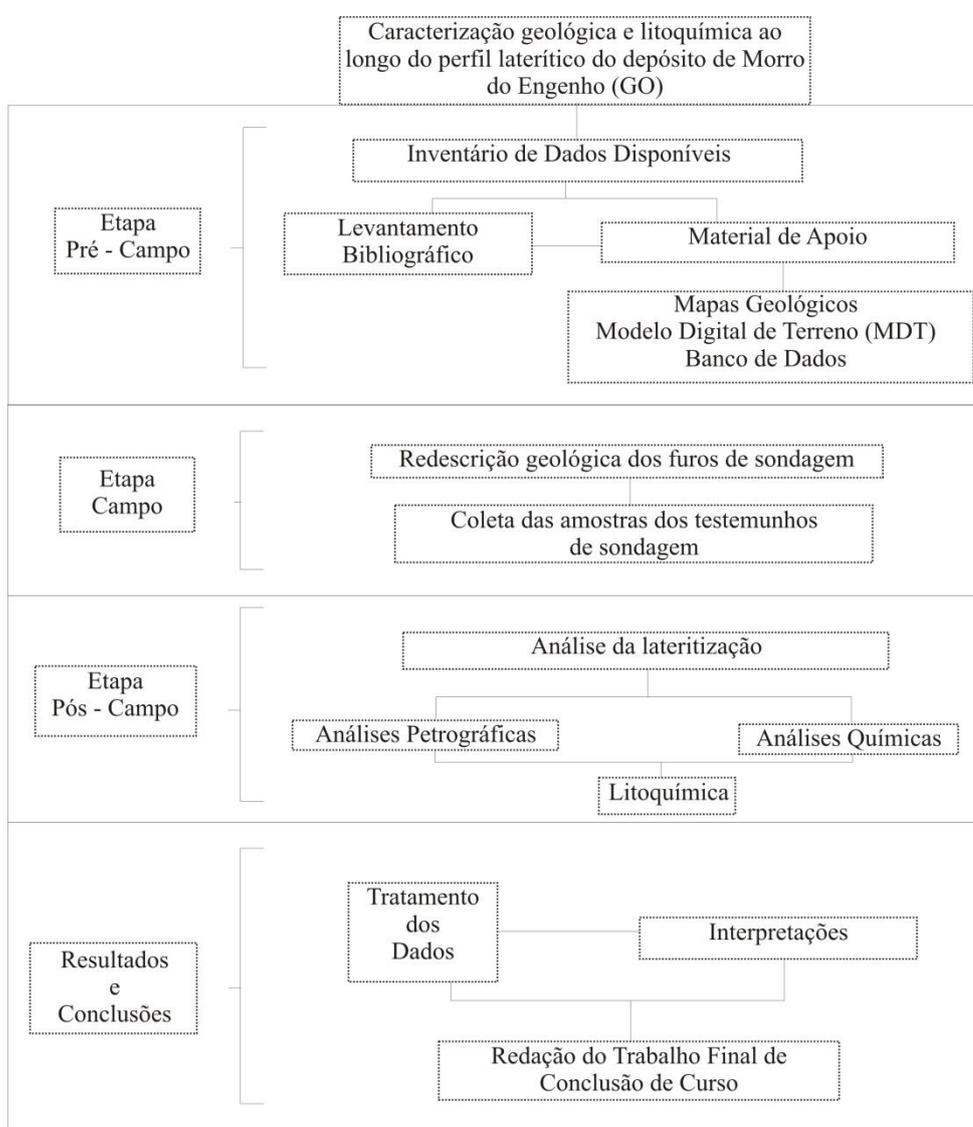 Caracterização geológica e litoquímica ao
longo do perfil laterítico do depósito de Morro
do Engenho (GO)
Etapa
Pré - Campo
Inventário de Dados Disponíveis
Levantamento
Bibliográfico
Material de Apoio
Mapas Geológicos
Modelo Digital de Terreno (MDT)
Banco de Dados
Etapa
Campo
Redescrição geológica dos furos de sondagem
Coleta das amostras dos testemunhos
de sondagem
Etapa
Pós - Campo
Análise da lateritização
Análises Petrográficas
Análises Químicas
Litoquímica
Resultados
e
Conclusões
Tratamento
dos
Dados
Interpretações
Redação do Trabalho Final de
Conclusão de Curso